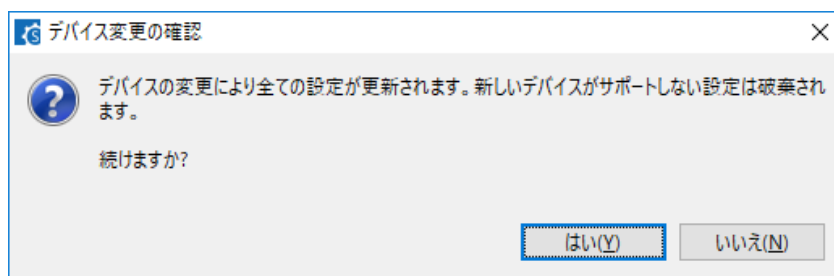 デバイス変更の確認
デバイスの変更により全ての設定が更新されます。新しいデバイスがサポートしない設定は破棄され
ます。
続けますか?
はい(Y)
いいえ(N)